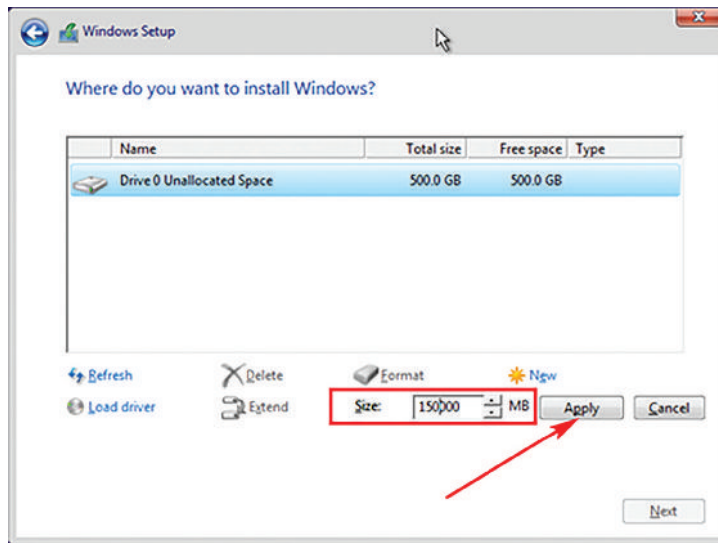 Windows Setup
Where do you want to install Windows?
Name Total size Free space Type
Drive 0 Unallocated Space 500.0 GB 500.0 GB
Refresh Delete Format New
Load driver Extend Size: 150000 MB Apply Cancel
Next